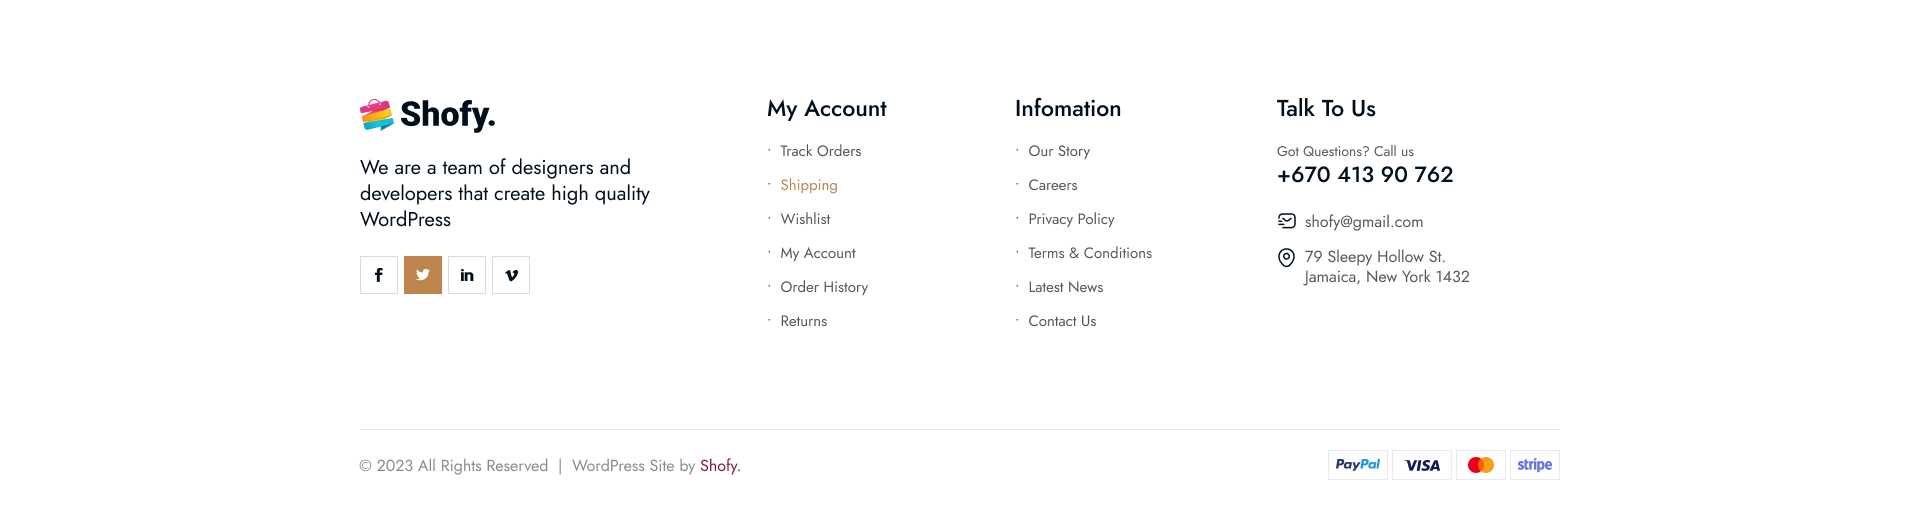 Shofy.
We are a team of designers and
developers that create high quality
WordPress
My Account
· Track Orders
· Shipping
· Wishlist
· My Account
· Order History
· Returns
Infomation
· Our Story
· Careers
· Privacy Policy
· Terms & Conditions
· Latest News
· Contact Us
Talk To Us
Got Questions? Call us
+670 413 90 762
shofy@gmail.com
79 Sleepy Hollow St.
Jamaica, New York 1432
© 2023 All Rights Reserved | WordPress Site by Shofy.
PayPal VISA stripe